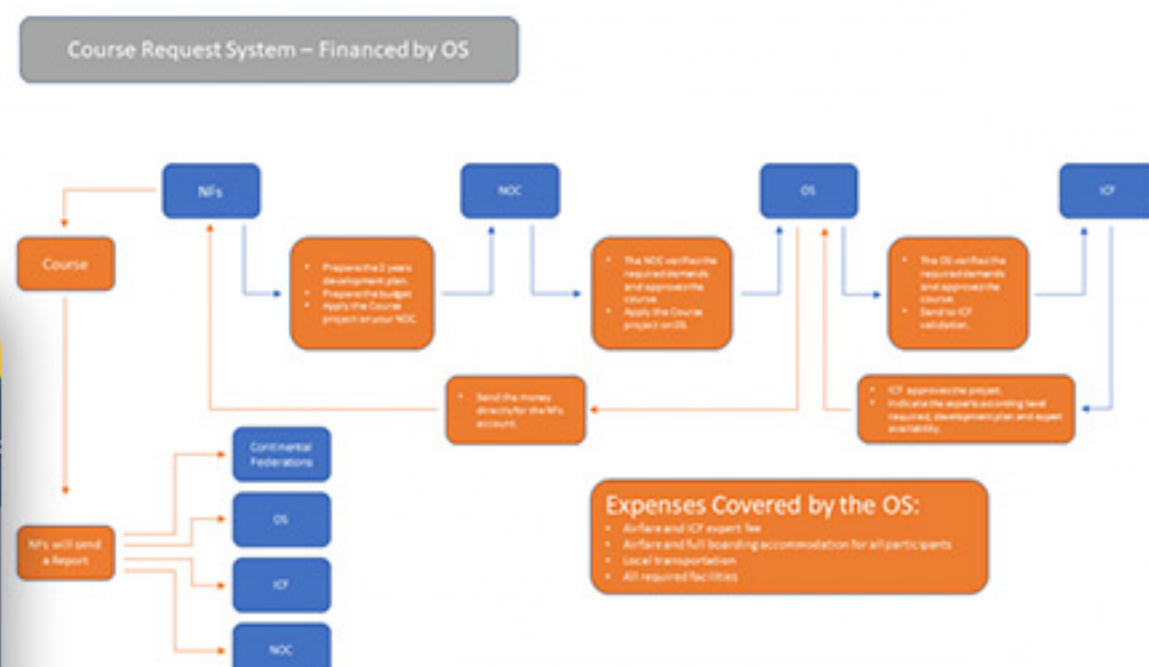 Course Request System – Financed by OS
NFs
NOC
OS
ICF
Course
• Prepare the 2 years
development plan.
• Prepare the budget
• Apply the Course
project on your NOC.
• The NOC verifies the
required demands
and approves the
course.
• Apply the Course
project on OS.
• The OS verifies the
required demands
and approves the
course.
• Send to ICF
validation.
• Send the money
directly for the NFs
account.
• ICF approves the project.
• Indicate the experts according level
required, development plan and expert
availability.
Continental
Federations
OS
ICF
NOC
NFs will send
a Report
Expenses Covered by the OS:
• Airfare and ICF expert fee
• Airfare and full boarding accommodation for all participants
• Local transportation
• All required facilities